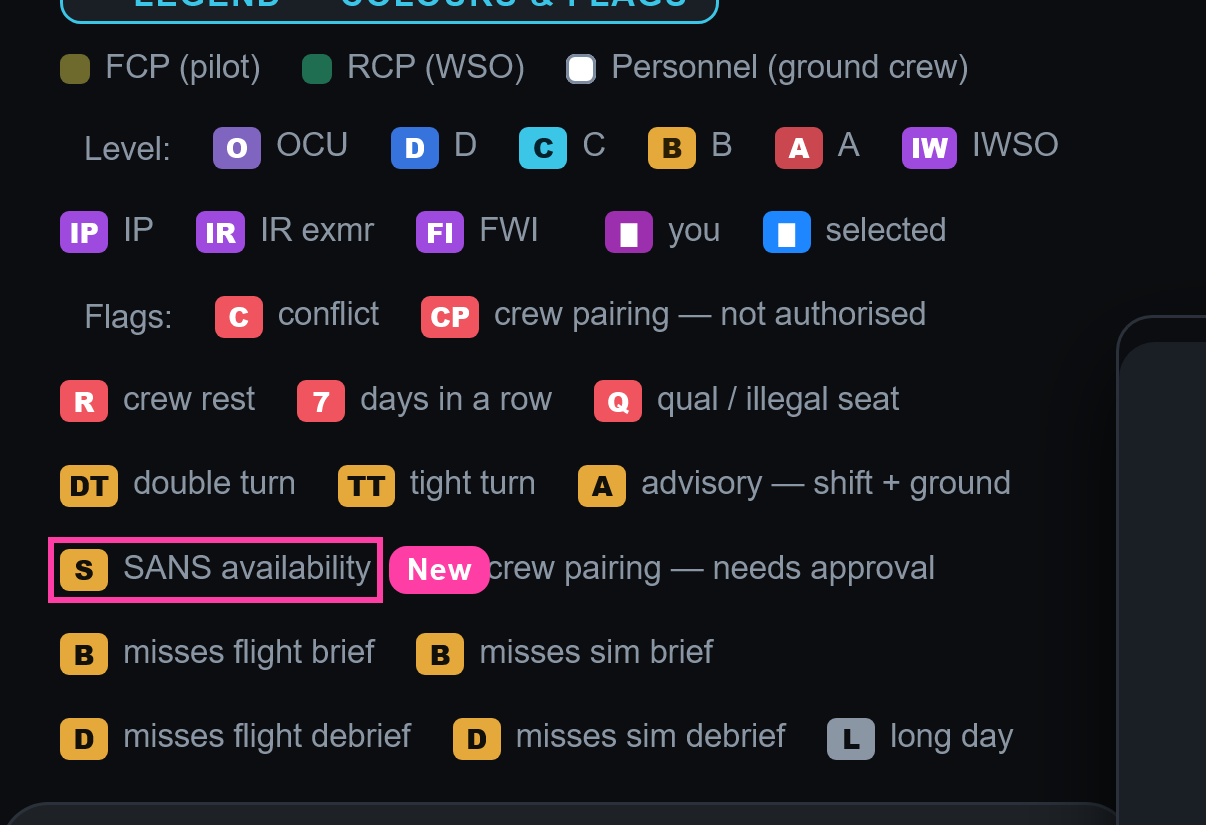 LEGEND — COLOURS & FLAGS
FCP (pilot) RCP (WSO) Personnel (ground crew)
Level: O OCU D D C C B B A A IW IWSO
IP IP IR IR exmr FI FWI you selected
Flags: C conflict CP crew pairing — not authorised
R crew rest 7 days in a row Q qual / illegal seat
DT double turn TT tight turn A advisory — shift + ground
S SANS availability New crew pairing — needs approval
B misses flight brief B misses sim brief
D misses flight debrief D misses sim debrief L long day